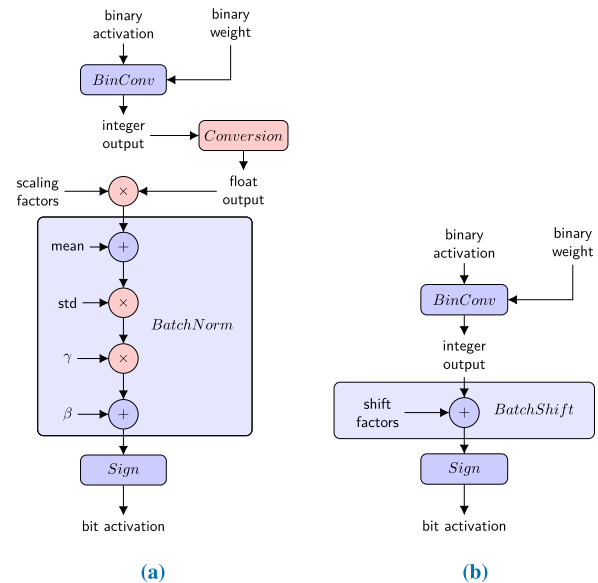 binary
activation
binary
weight
BinConv
integer
output
Conversion
scaling
factors
×
float
output
mean
+
std
×
BatchNorm
γ
×
β
+
Sign
bit activation
(a)
binary
activation
binary
weight
BinConv
integer
output
shift
factors
+
BatchShift
Sign
bit activation
(b)